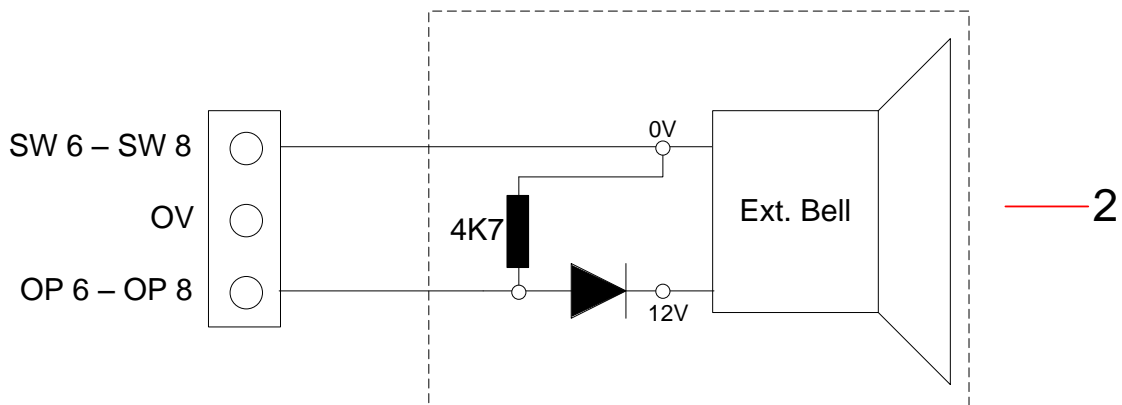 0V
SW 6 – SW 8
OV
4K7
Ext. Bell
2
OP 6 – OP 8
12V